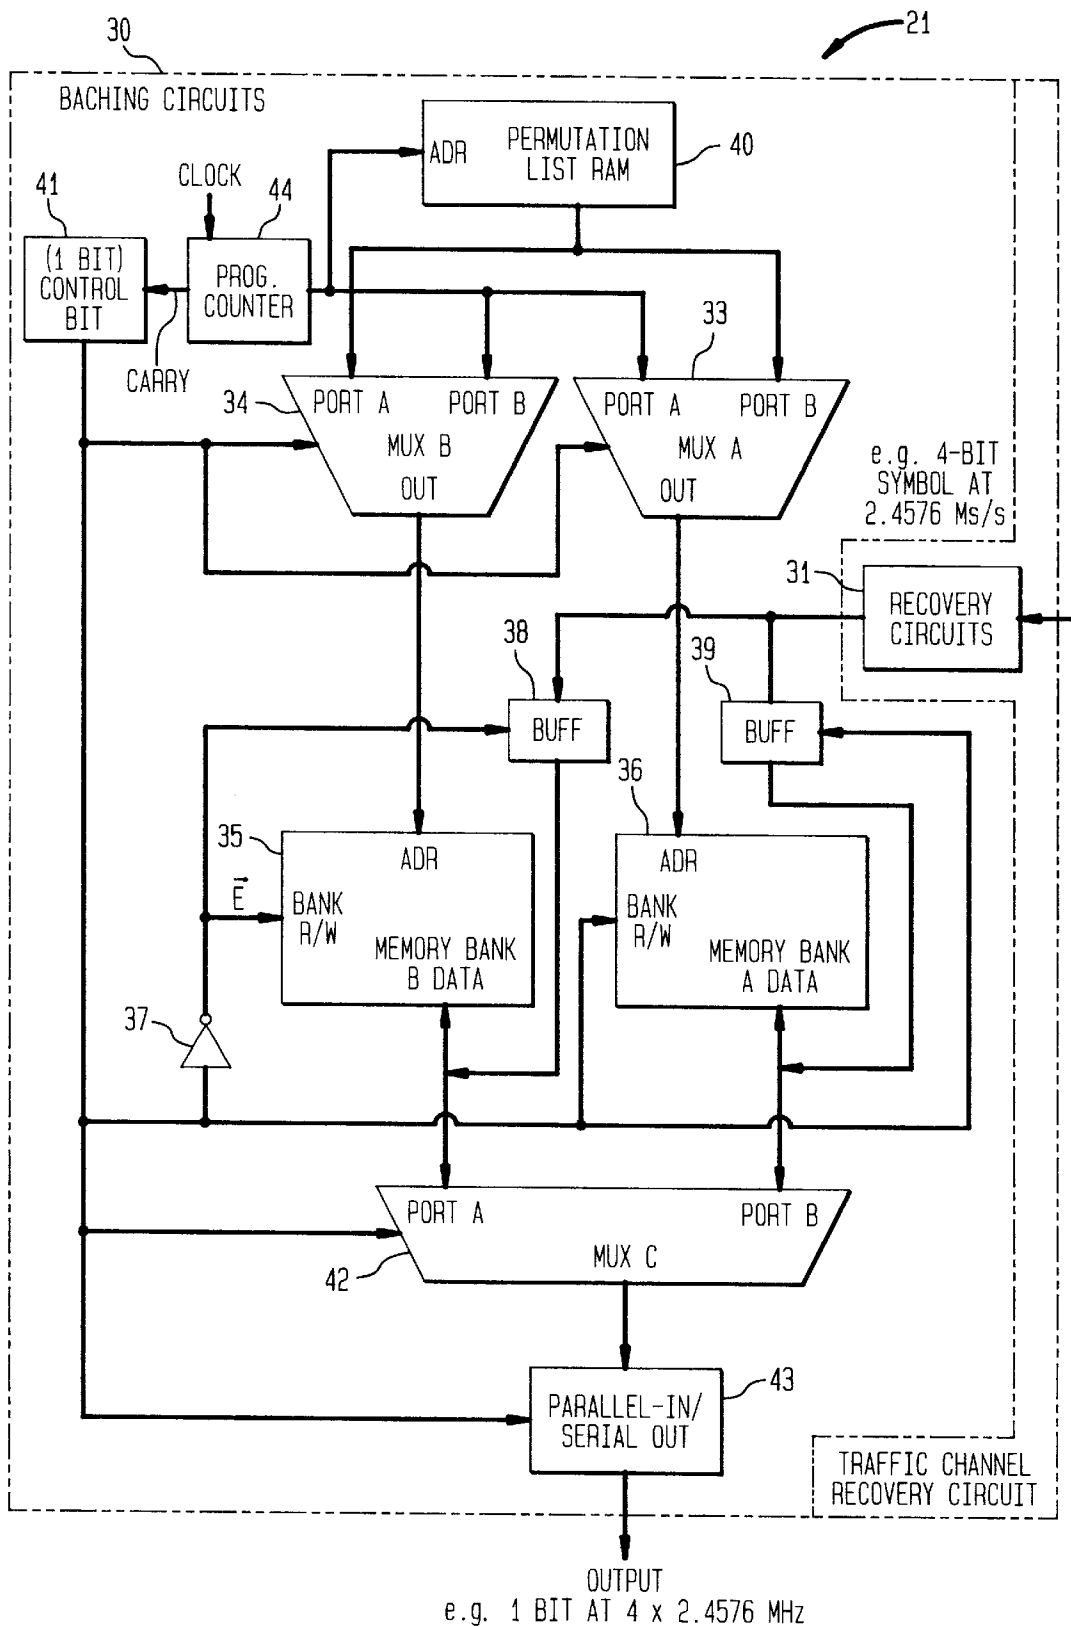 21
30
BACHING CIRCUITS
ADR
PERMUTATION
LIST RAM
40
CLOCK
41
44
(1 BIT)
CONTROL
BIT
PROG.
COUNTER
CARRY
33
34
PORT A
PORT B
MUX B
OUT
PORT A
PORT B
MUX A
OUT
e.g. 4-BIT
SYMBOL AT
2.4576 Ms/s
31
RECOVERY
CIRCUITS
38
BUFF
39
BUFF
35
ADR
E
BANK
R/W
MEMORY BANK
B DATA
36
ADR
BANK
R/W
MEMORY BANK
A DATA
37
PORT A
PORT B
MUX C
42
43
PARALLEL-IN/
SERIAL OUT
TRAFFIC CHANNEL
RECOVERY CIRCUIT
OUTPUT
e.g. 1 BIT AT 4 x 2.4576 MHz